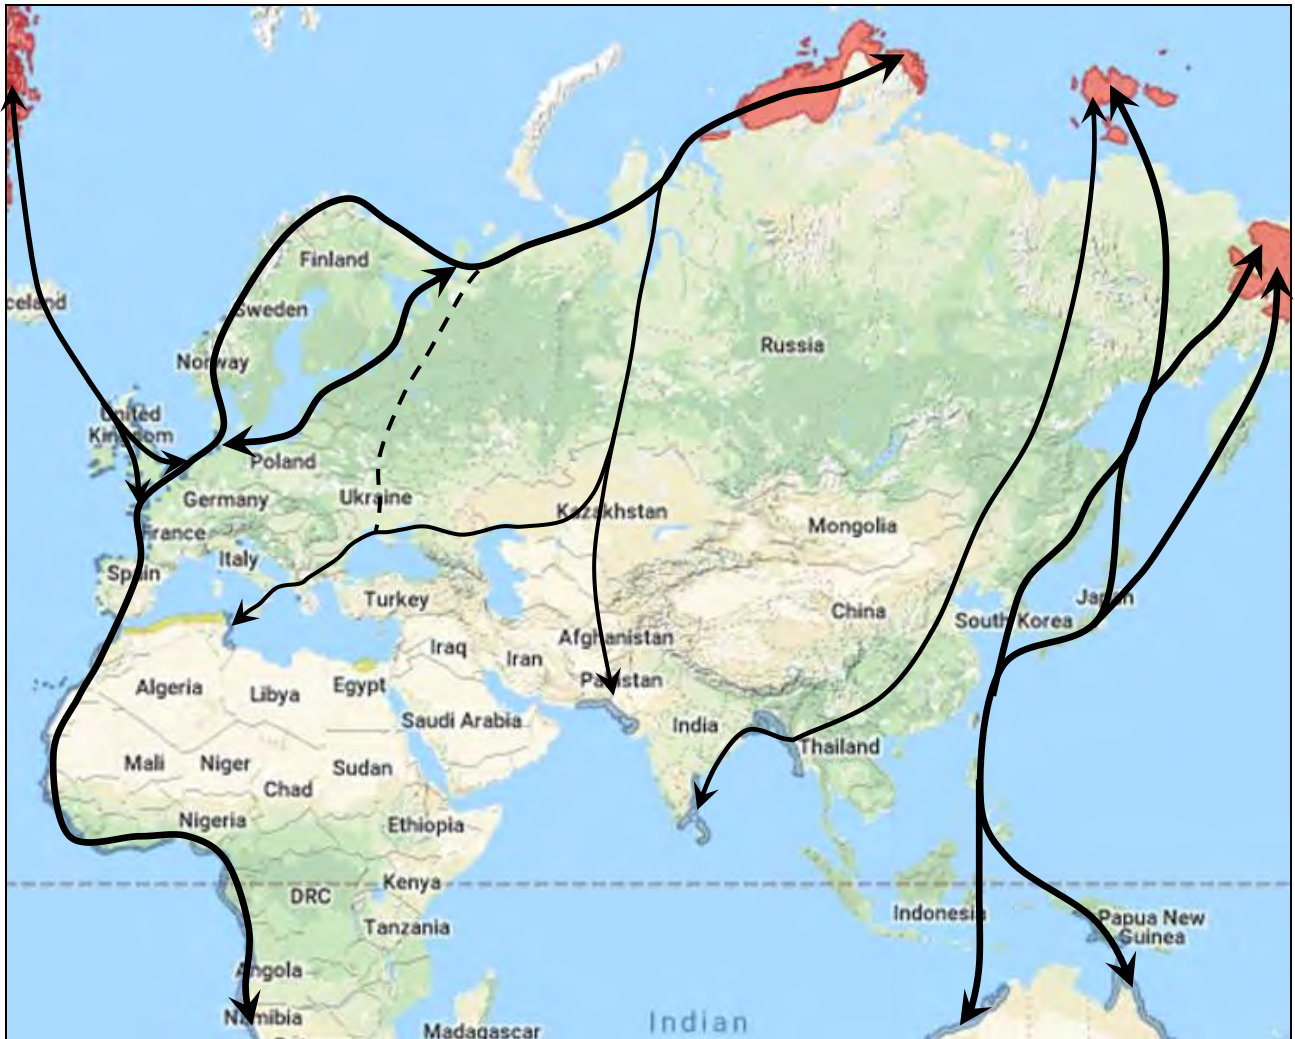 Finland
celand
Sweden
Russia
Norway
United
Kingdom
Poland
Germany
Ukraine
Kazakhstan
Mongolia
France
Italy
Spain
Turkey
Japan
China
South Korea
Afghanistan
Iraq
Iran
Pakistan
Algeria
Libya
Egypt
Saudi Arabia
India
Thailand
Mali
Niger
Sudan
Chad
Nigeria
Ethiopia
Kenya
DRC
Indonesia
Papua New
Guinea
Tanzania
Angola
Namibia
Madagascar
Indian